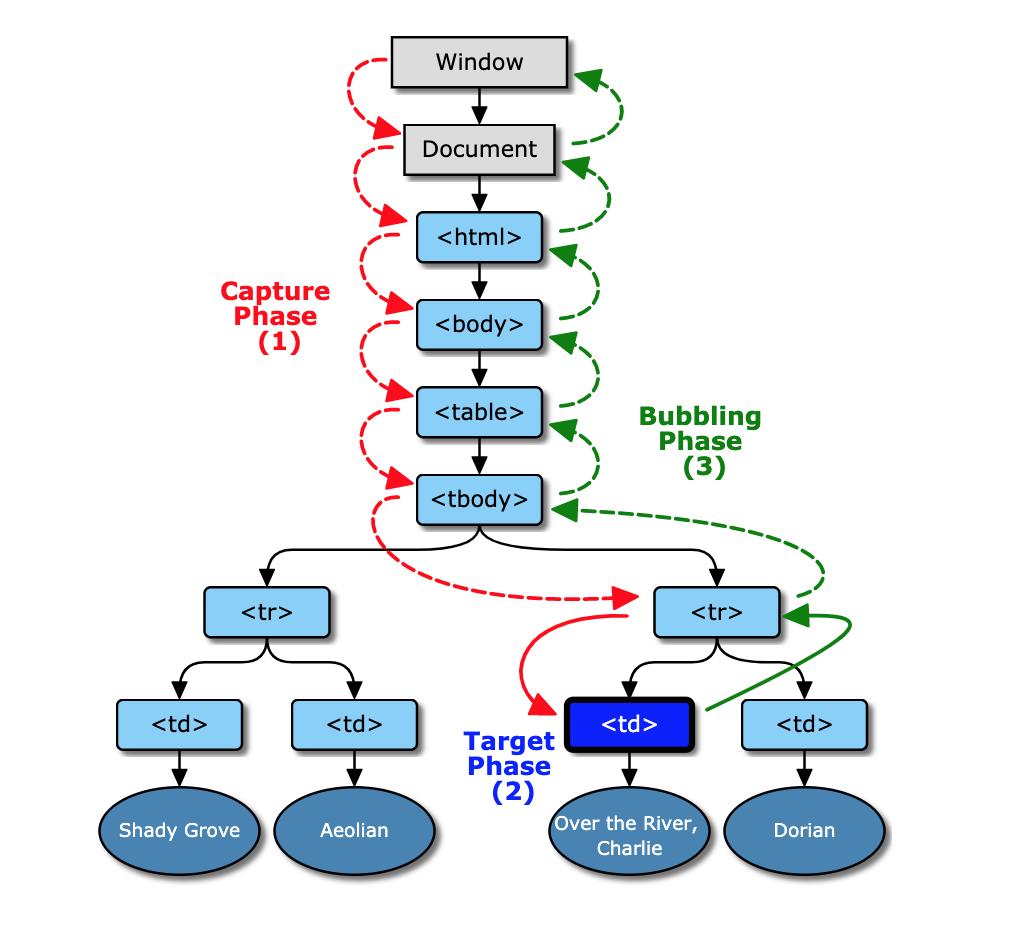 Window
Document
<html>
Capture
Phase
(1)
<body>
<table>
Bubbling
Phase
(3)
<tbody>
<tr>
<tr>
<td>
<td>
<td>
<td>
Target
Phase
(2)
Shady Grove
Aeolian
Over the River,
Charlie
Dorian